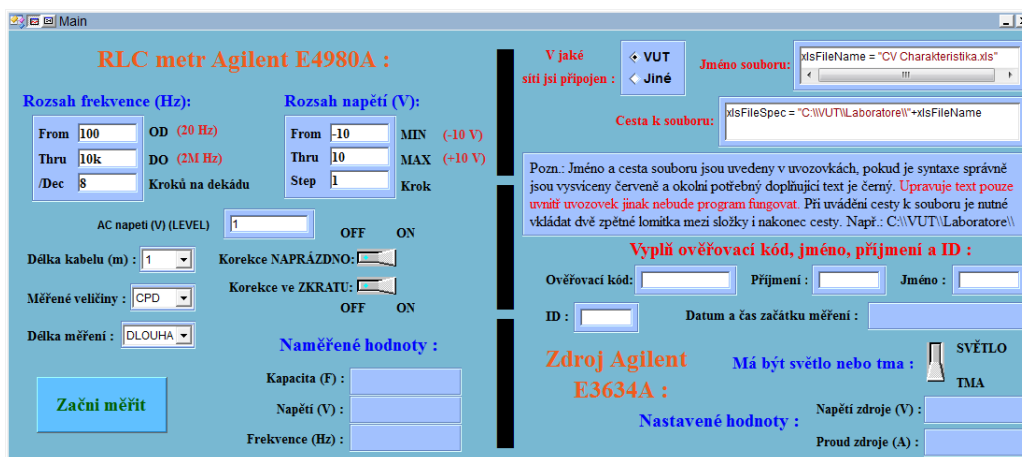 Main
RLC metr Agilent E4980A :
Rozsah frekvence (Hz):
Rozsah napětí (V):
From 100 OD (20 Hz)
Thru 10k DO (2M Hz)
/Dec 8 Kroků na dekádu
From -10 MIN (-10 V)
Thru 10 MAX (+10 V)
Step 1 Krok
AC napeti (V) (LEVEL) 1
OFF ON
Délka kabelu (m) : 1
Korekce NAPRÁZDNO:
Korekce ve ZKRATU:
OFF ON
Měřené veličiny : CPD
Délka měření : DLOUHA
Naměřené hodnoty :
Začni měřit
Kapacita (F) :
Napětí (V) :
Frekvence (Hz) :
V jaké
síti jsi připojen :
VUT
Jiné
Jméno souboru:
xlsFileName = "CV Charakteristika.xls"
Cesta k souboru:
xlsFileSpec = "C:\\VUT\\Laboratore\\"+xlsFileName
Pozn.: Jméno a cesta souboru jsou uvedeny v uvozovkách, pokud je syntaxe správně
jsou vysvíceny červeně a okolní potřebný doplňující text je černý. Upravuje text pouze
uvnitř uvozovek jinak nebude program fungovat. Při uvádění cesty k souboru je nutné
vkládat dvě zpětné lomítka mezi složky i nakonec cesty. Např.: C:\\VUT\\Laboratore\\
Vyplň ověřovací kód, jméno, příjmení a ID :
Ověřovací kód:
Příjmení :
Jméno :
ID :
Datum a čas začátku měření :
Zdroj Agilent
E3634A :
Má být světlo nebo tma :
SVĚTLO
TMA
Nastavené hodnoty :
Napětí zdroje (V) :
Proud zdroje (A) :